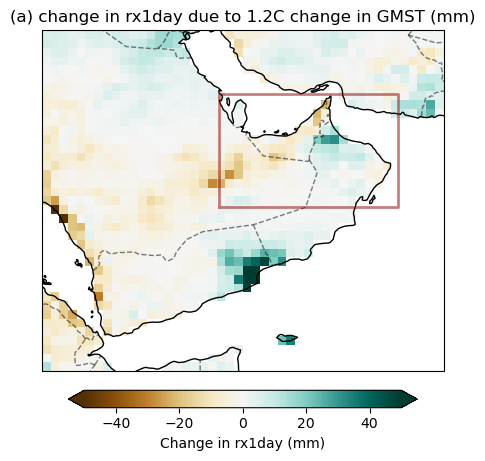 (a) change in rx1day due to 1.2C change in GMST (mm)
−40 −20 0 20 40
Change in rx1day (mm)